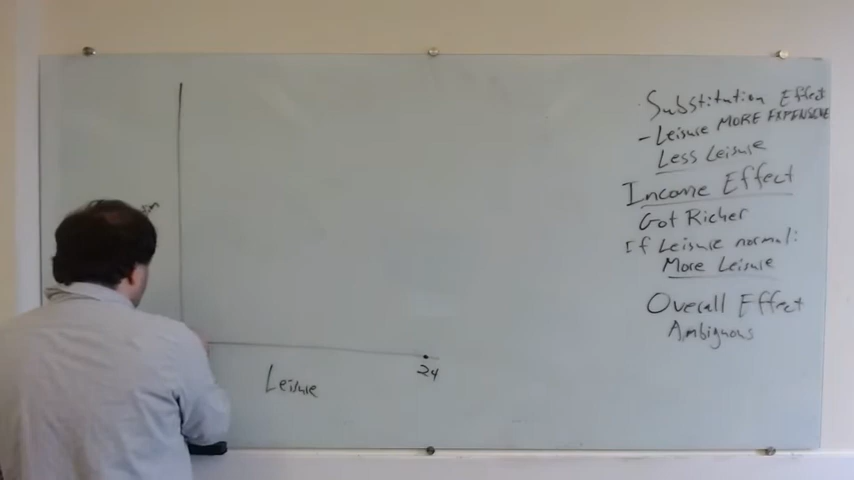 Substitution Effect
- Leisure MORE EXPENSIVE
Less Leisure
Income Effect
Got Richer
If Leisure normal:
More Leisure
Overall Effect
Ambiguous
24
Leisure